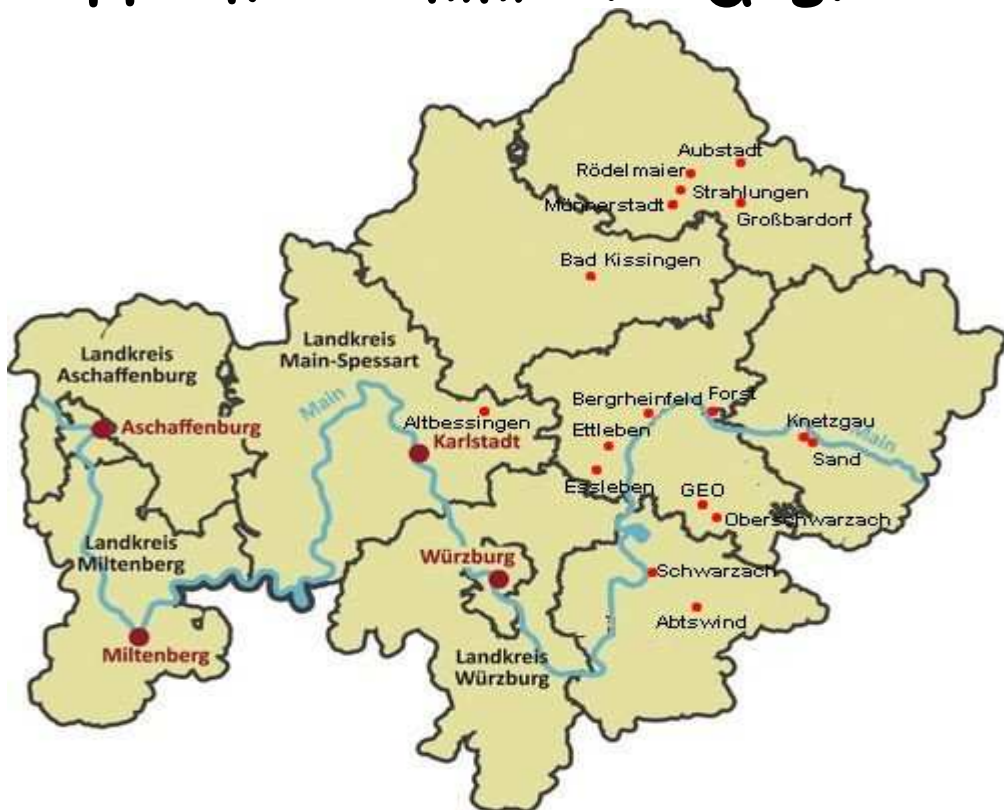 Aubstadt
Rödelmaier
Strahlungen
Münnerstadt
Großbardorf
Bad Kissingen
Landkreis
Main-Spessart
Landkreis
Aschaffenburg
Main
Bergrheinfeld
Forst
Altbessingen
Knetzgau
Aschaffenburg
Karlstadt
Ettleben
Main
Sand
Essleben
GEO
Oberschwarzach
Landkreis
Miltenberg
Würzburg
Schwarzach
Abtswind
Miltenberg
Landkreis
Würzburg